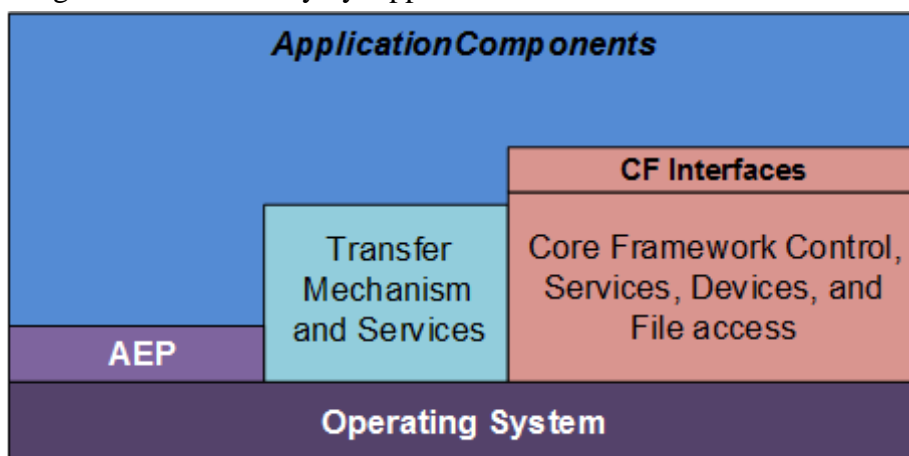 ApplicationComponents
CF Interfaces
Transfer
Mechanism
and Services
Core Framework Control,
Services, Devices, and
File access
AEP
Operating System